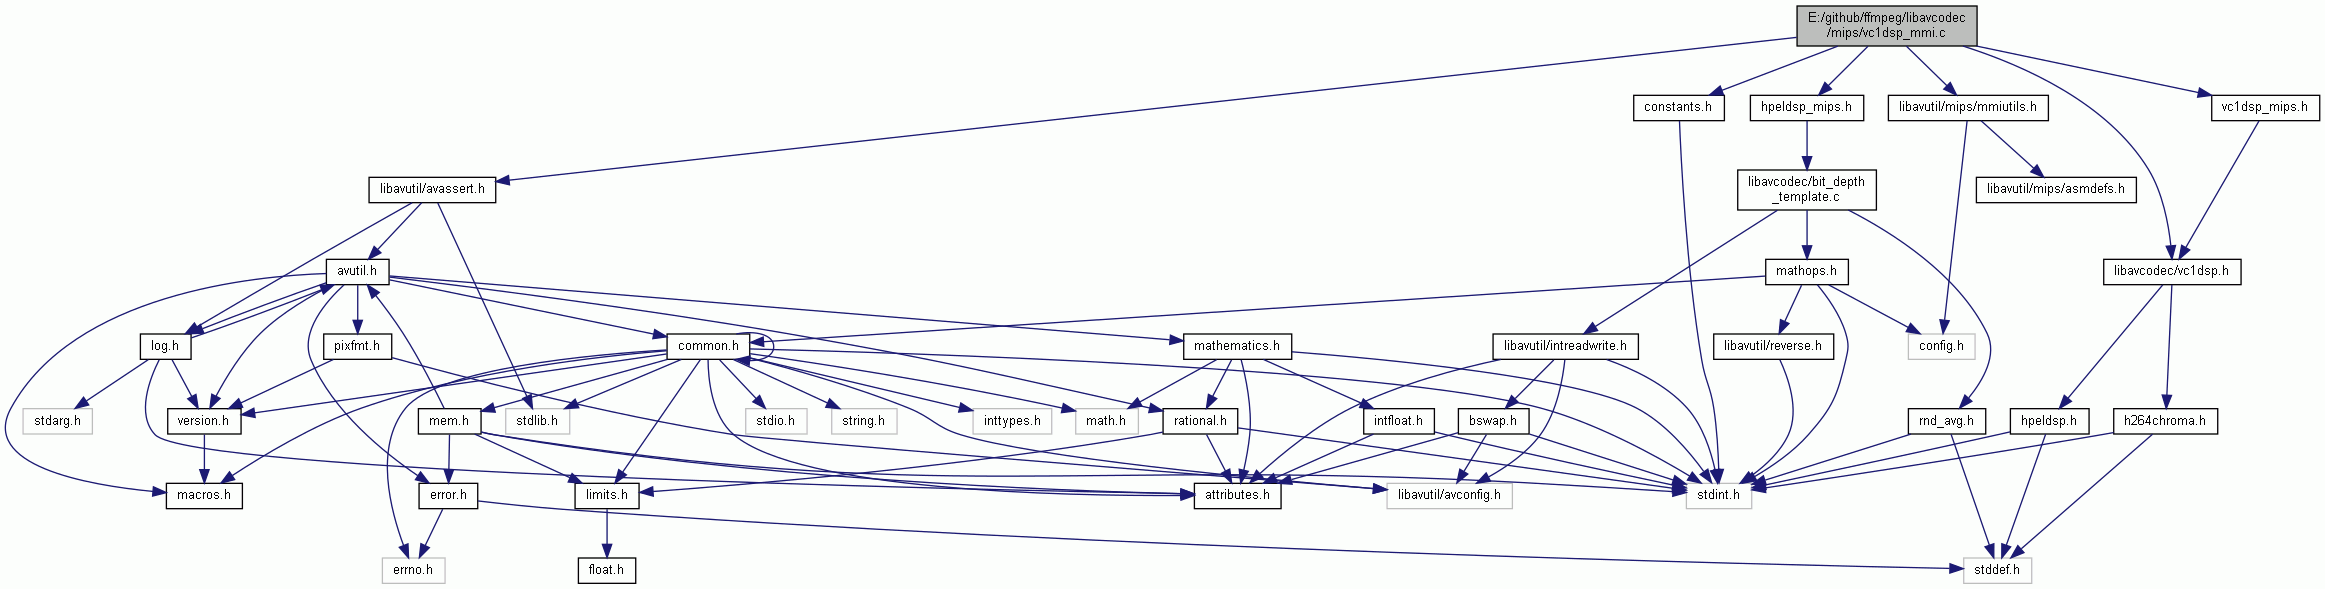 E:/github/ffmpeg/libavcodec
/mips/vc1dsp_mmi.c
constants.h
hpeldsp_mips.h
libavutil/mips/mmiutils.h
vc1dsp_mips.h
libavutil/avassert.h
libavcodec/bit_depth
_template.c
libavutil/mips/asmdefs.h
avutil.h
mathops.h
libavcodec/vc1dsp.h
log.h
pixfmt.h
common.h
mathematics.h
libavutil/intreadwrite.h
libavutil/reverse.h
config.h
stdarg.h
version.h
mem.h
stdlib.h
stdio.h
string.h
inttypes.h
math.h
rational.h
intfloat.h
bswap.h
rnd_avg.h
hpeldsp.h
h264chroma.h
macros.h
error.h
limits.h
attributes.h
libavutil/avconfig.h
stdint.h
errno.h
float.h
stddef.h